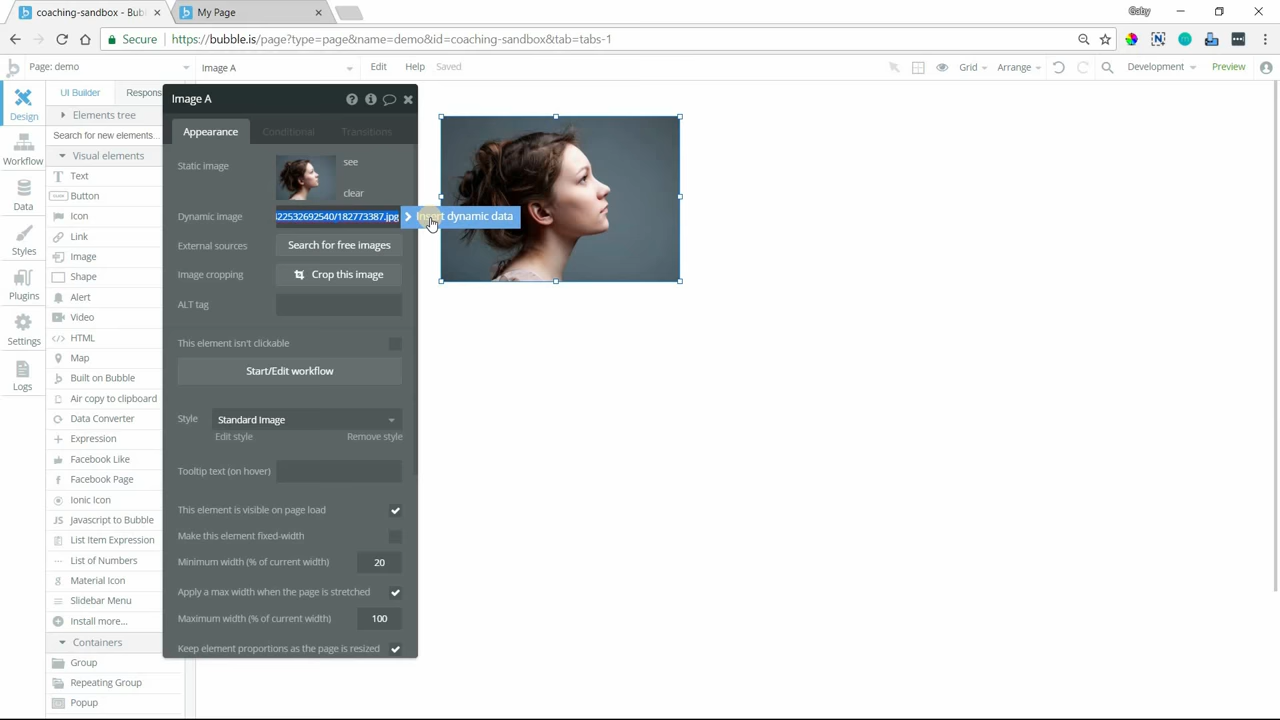 coaching-sandbox - Bubl
My Page
Gaby
Secure
https://bubble.is/page?type=page&name=demo&id=coaching-sandbox&tab=tabs-1
Page: demo
Image A
Edit
Help
Saved
Grid
Arrange
Development
Preview
Design
Workflow
Data
Styles
Plugins
Settings
Logs
UI Builder
Respons
Elements tree
Search for new elements...
Visual elements
Text
Button
Icon
Link
Image
Shape
Alert
Video
HTML
Map
Built on Bubble
Air copy to clipboard
Data Converter
Expression
Facebook Like
Facebook Page
Ionic Icon
Javascript to Bubble
List Item Expression
List of Numbers
Material Icon
Slidebar Menu
Install more...
Containers
Group
Repeating Group
Popup
Image A
Appearance
Conditional
Transitions
Static image
see
clear
Dynamic image
22532692540/182773387.jpg
Insert dynamic data
External sources
Search for free images
Image cropping
Crop this image
ALT tag
This element isn't clickable
Start/Edit workflow
Style
Standard Image
Edit style
Remove style
Tooltip text (on hover)
This element is visible on page load
Make this element fixed-width
Minimum width (% of current width)
20
Apply a max width when the page is stretched
Maximum width (% of current width)
100
Keep element proportions as the page is resized